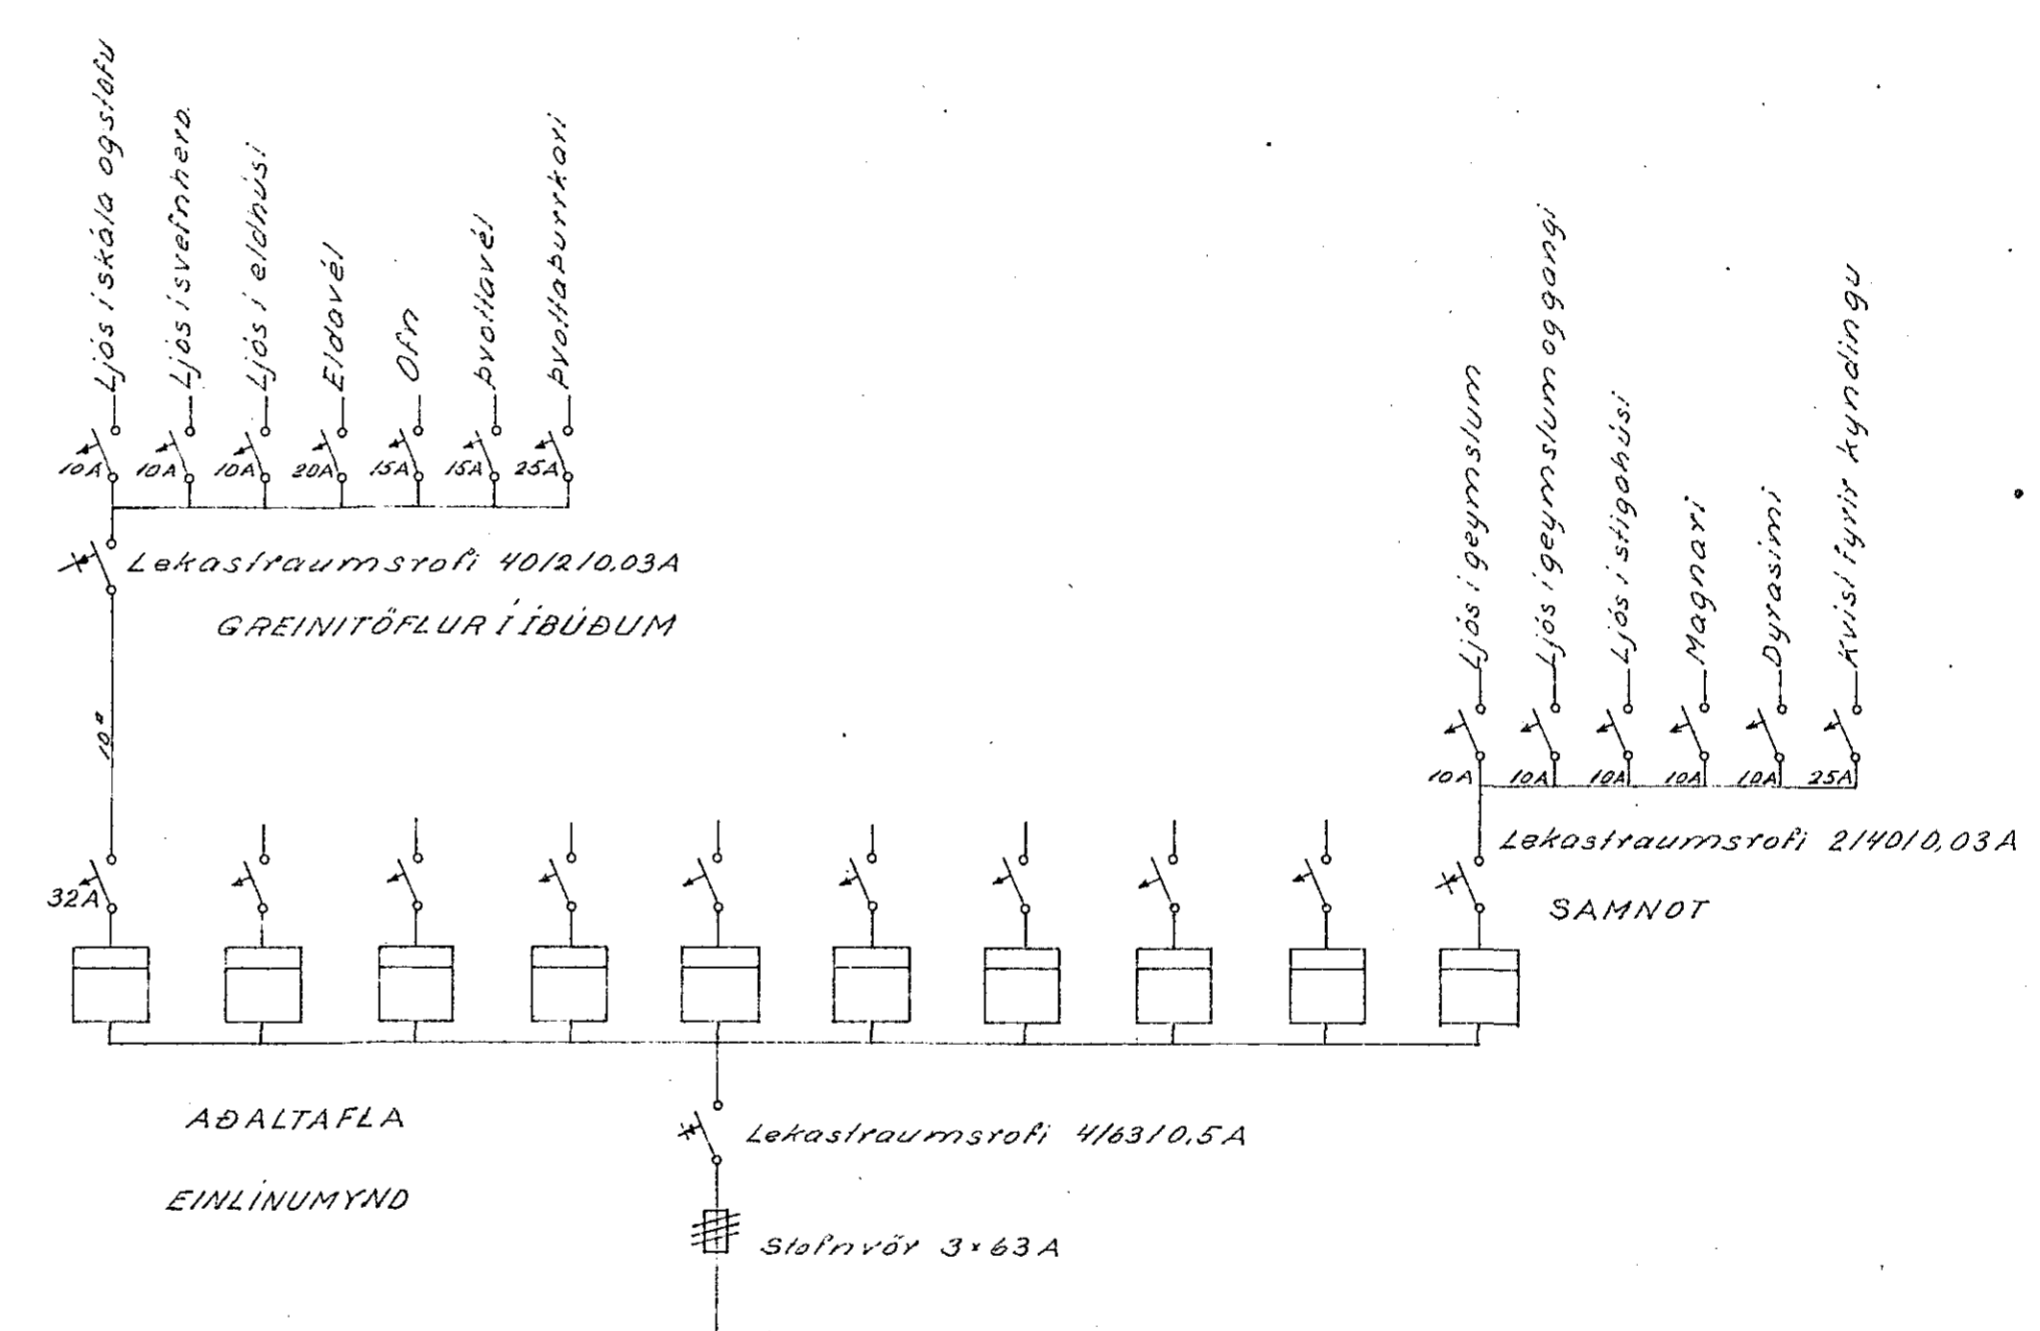 Ljós í skála og stofu
Ljós í svefnherb.
Ljós í eldhúsi
Eldavél
Ofn
Þvottavél
Þvottaþurrkari
10A
10A
10A
20A
15A
15A
25A
Lekastraumsrofi 40/2/0,03A
GREINITÖFLUR Í ÍBÚÐUM
10□
Ljós í geymslum
Ljós í geymslum og gangi
Ljós í stigahúsi
Magnari
Dyrasími
Kvísl fyrir kyndingu
10A
10A
10A
10A
10A
25A
Lekastraumsrofi 2/40/0,03A
SAMNOT
32A
AÐALTAFLA
EINLÍNUMYND
Lekastraumsrofi 4/63/0,5A
Stofnvör 3×63A